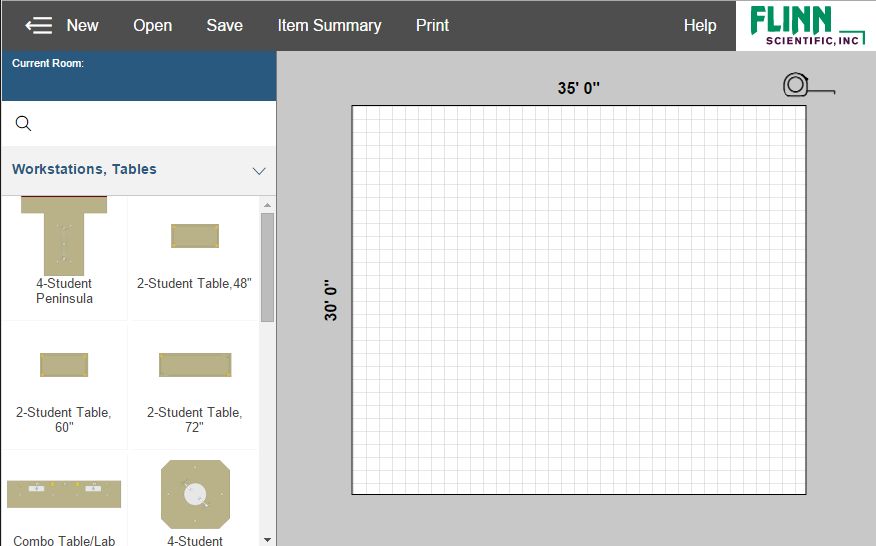 New Open Save Item Summary Print Help
FLINN
SCIENTIFIC, INC
Current Room:
Workstations, Tables
4-Student
Peninsula
2-Student Table,48"
2-Student Table,
60"
2-Student Table,
72"
Combo Table/Lab
4-Student
35' 0"
30' 0"